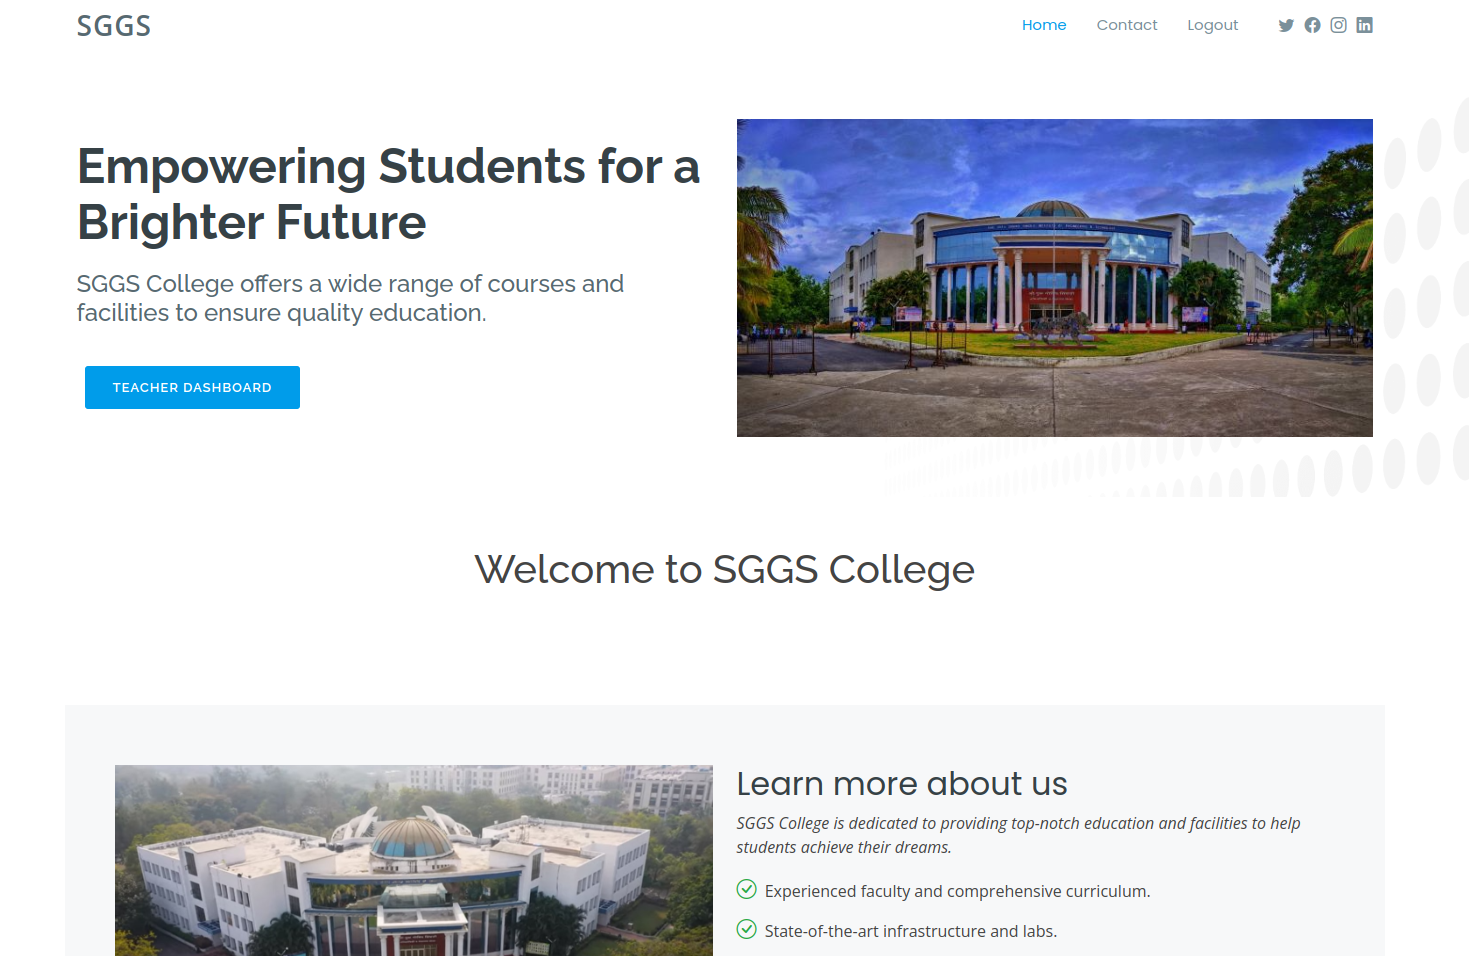 SGGS
Home Contact Logout
Empowering Students for a
Brighter Future
SGGS College offers a wide range of courses and
facilities to ensure quality education.
TEACHER DASHBOARD
Welcome to SGGS College
Learn more about us
SGGS College is dedicated to providing top-notch education and facilities to help
students achieve their dreams.
Experienced faculty and comprehensive curriculum.
State-of-the-art infrastructure and labs.